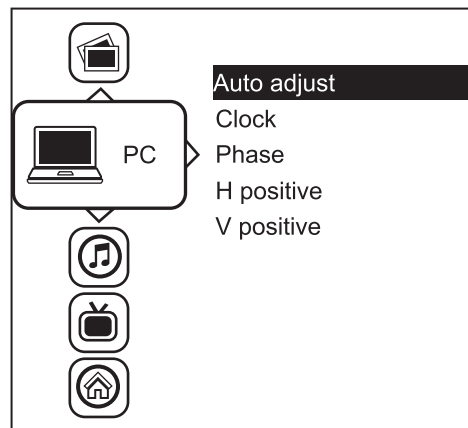 PC
Auto adjust
Clock
Phase
H positive
V positive